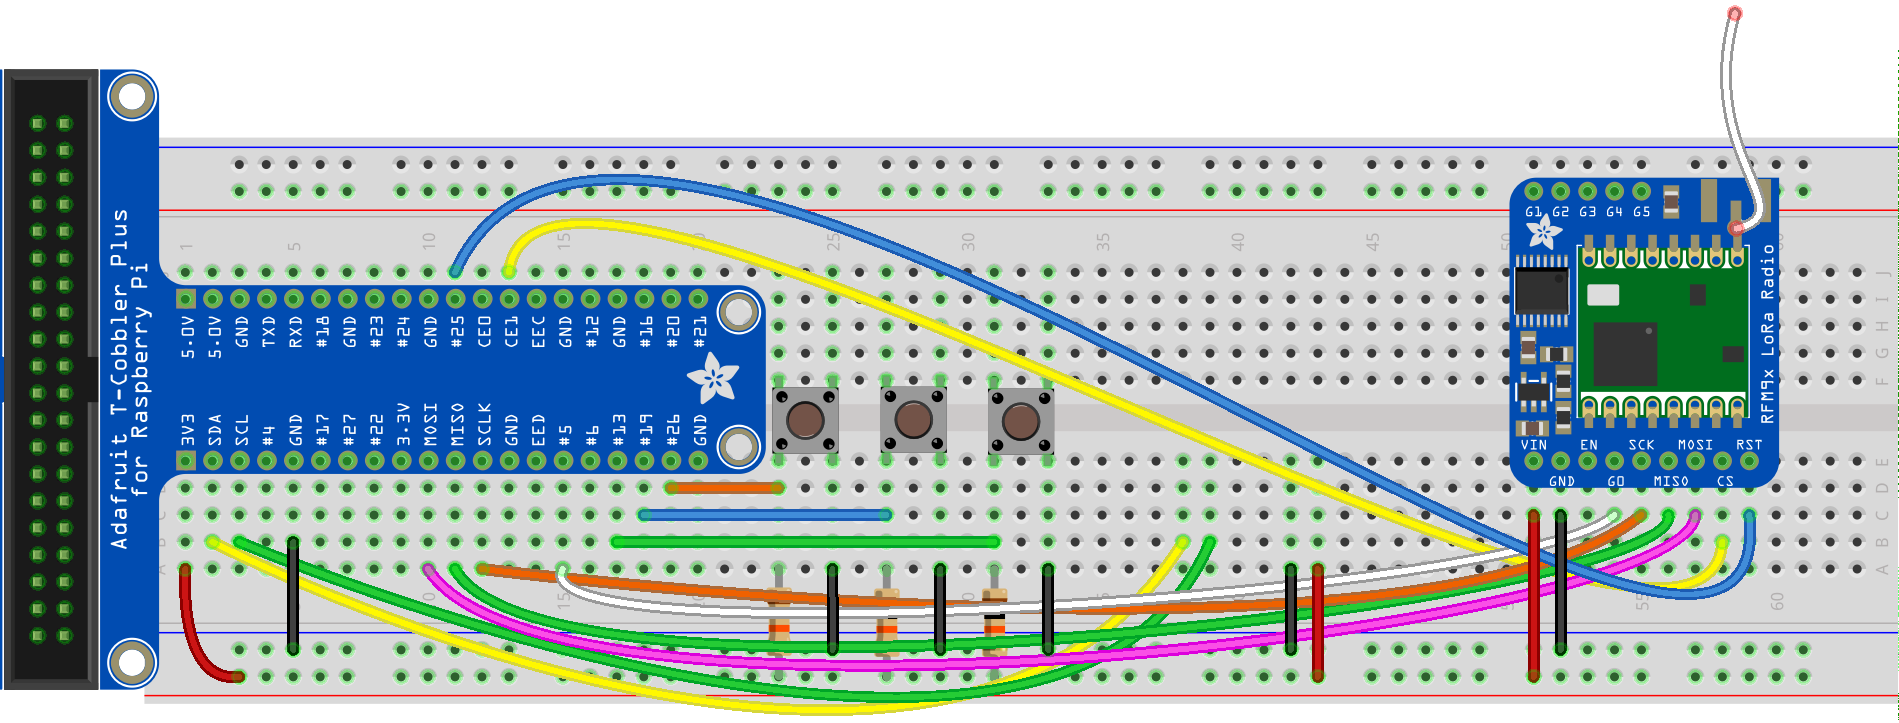 Adafruit T-Cobbler Plus
for Raspberry Pi
1 5 10 15 25 30 35 40 45 50 60
5.0V 5.0V GND TXD RXD #18 GND #23 #24 GND #25 CE0 CE1 EEC GND #12 GND #16 #20 #21
3V3 SDA SCL #4 GND #17 #27 #22 3.3V MOSI MISO SCLK GND EED #5 #6 #13 #19 #26 GND
J
I
H
G
F
E
D
C
B
A
G1 G2 G3 G4 G5
RFM9x LoRa Radio
VIN EN SCK MOSI RST
GND G0 MISO CS
E
D
C
B
A
15 55 60